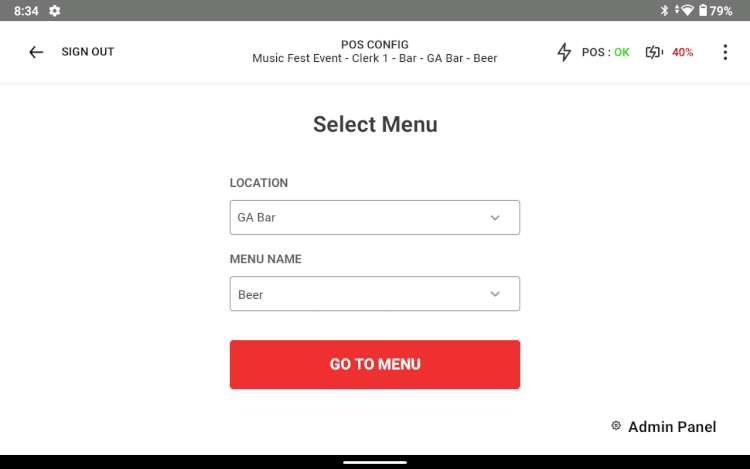 8:34
79%
SIGN OUT
POS CONFIG
Music Fest Event - Clerk 1 - Bar - GA Bar - Beer
POS : OK
40%
Select Menu
LOCATION
GA Bar
MENU NAME
Beer
GO TO MENU
Admin Panel